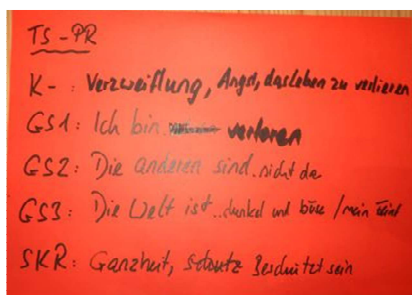 TS-PR
K- : Verzweiflung, Angst, das Leben zu verlieren
GS1: Ich bin verloren
GS2: Die anderen sind..nicht da
GS3: Die Welt ist..dunkel und böse / mein
SKR: Ganzheit, Schutz Beschützt sein